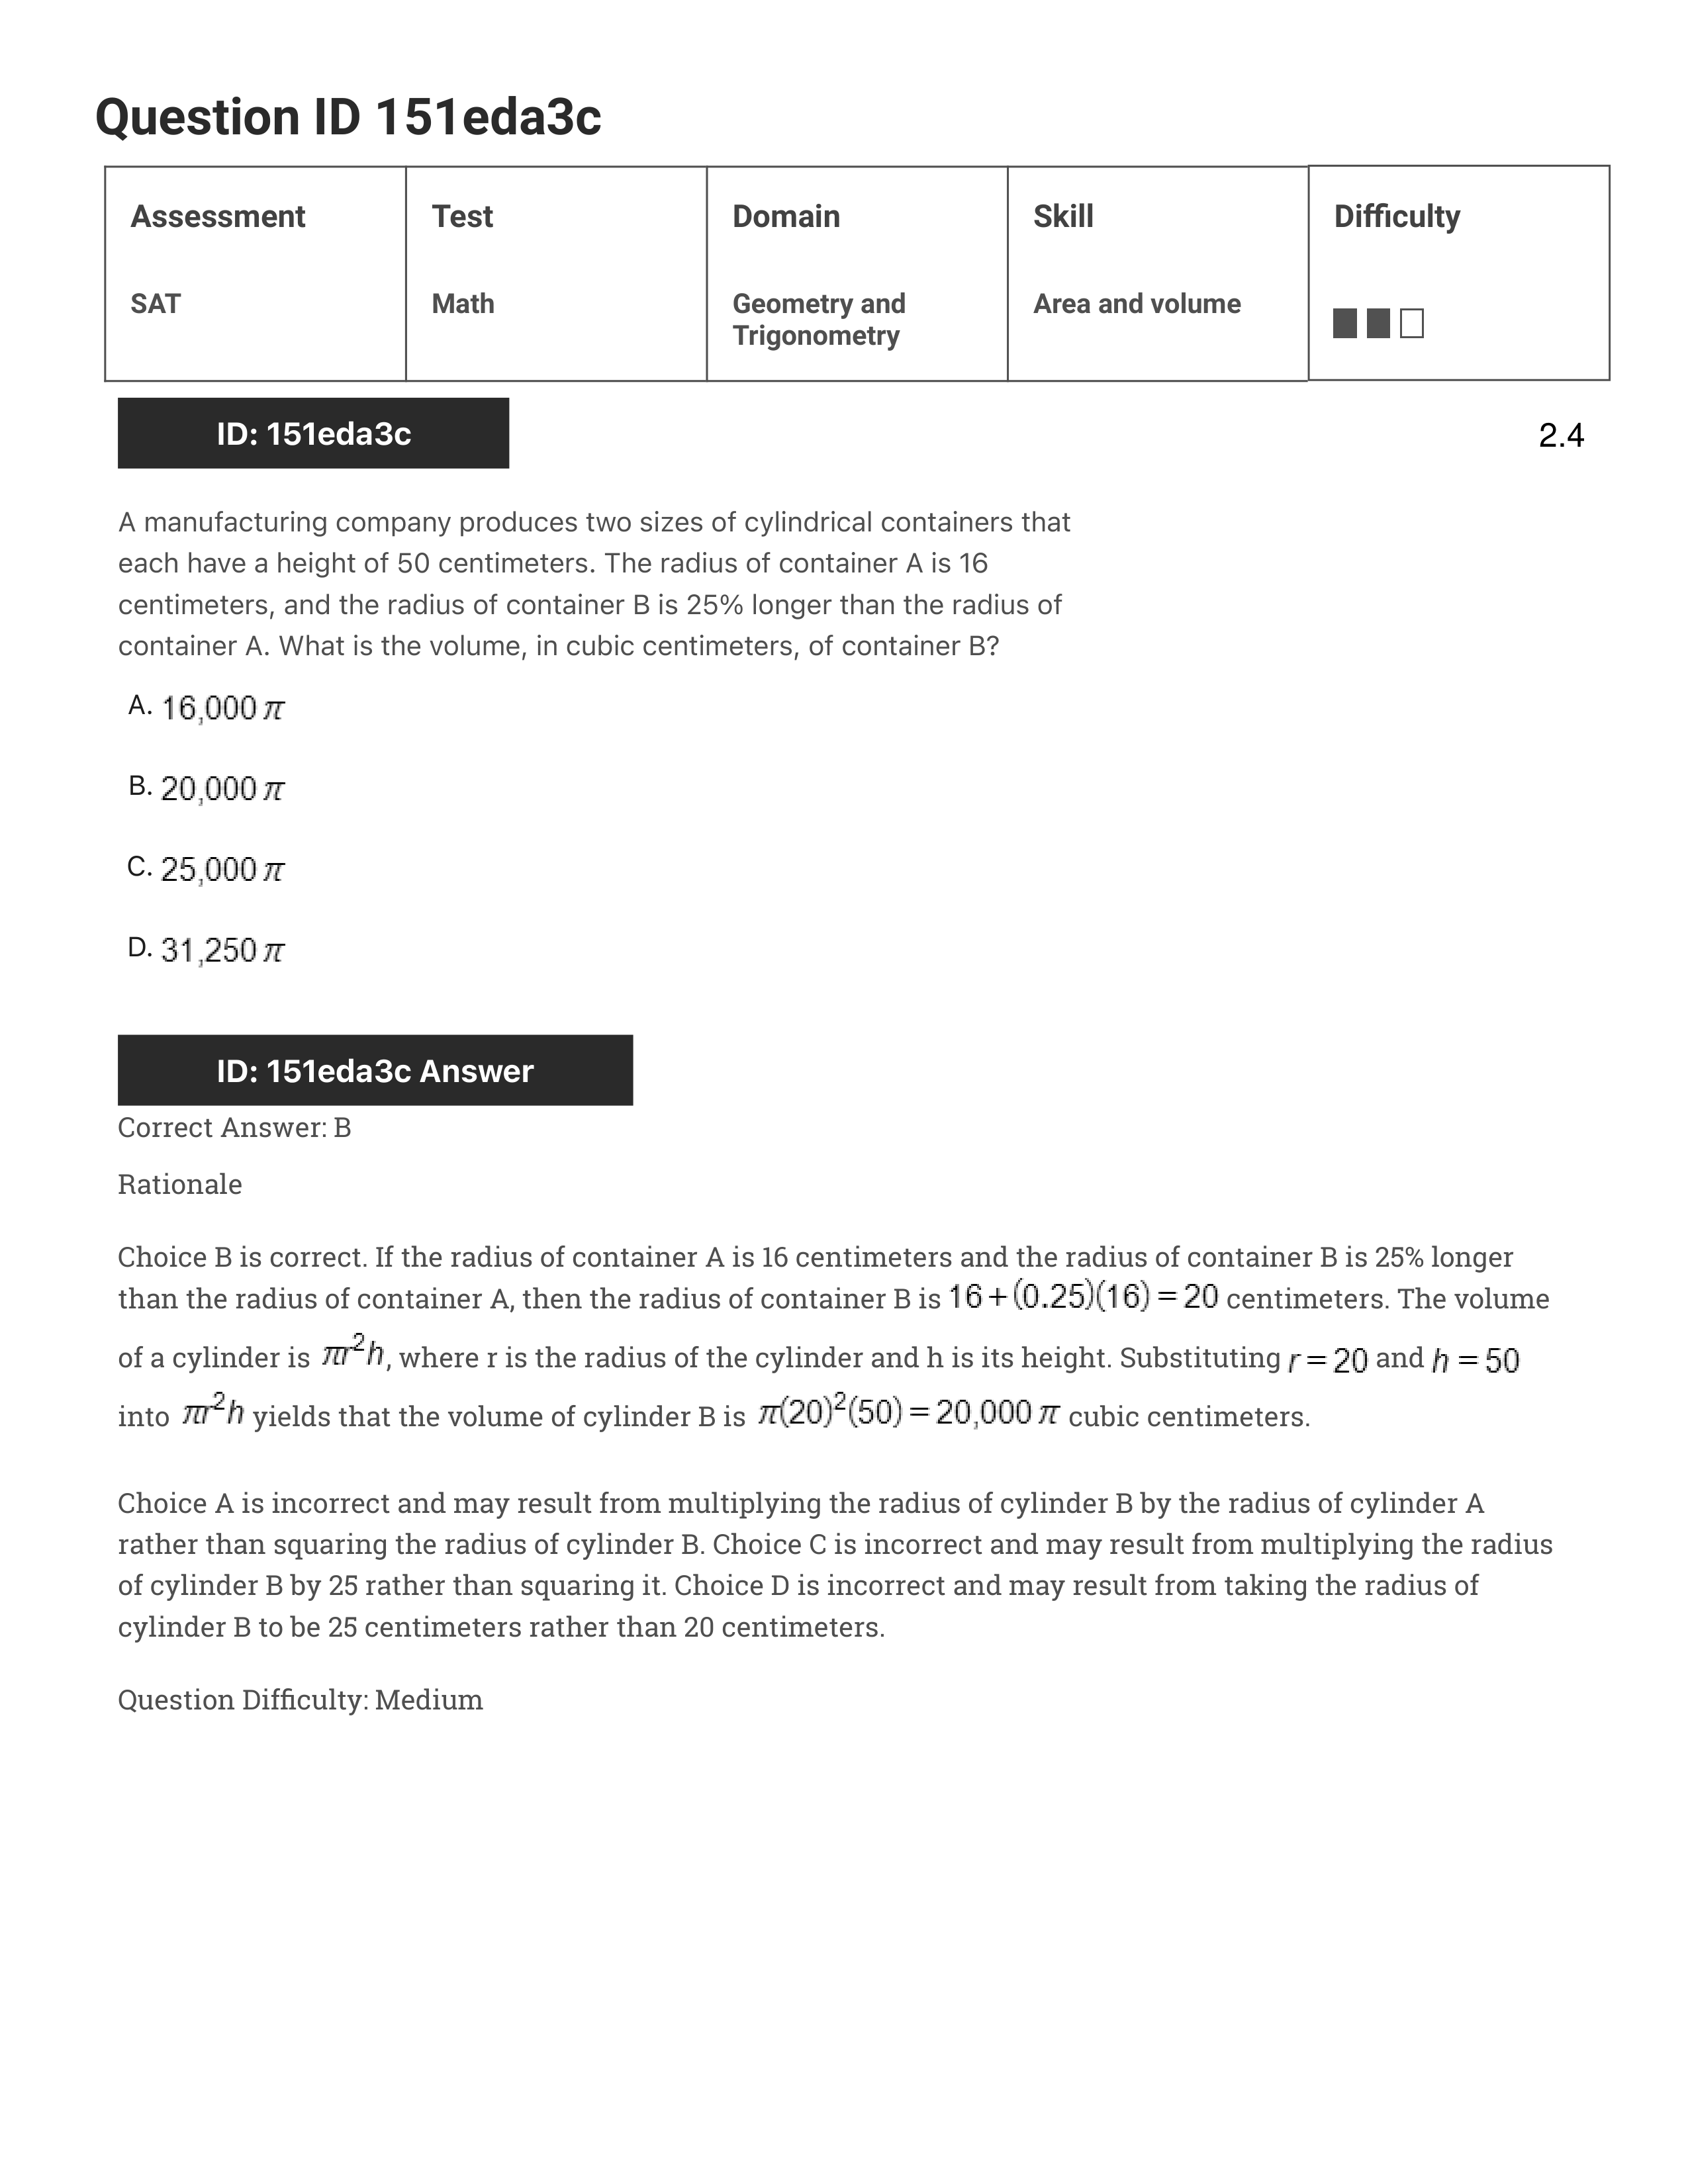 Question ID 151eda3c
Assessment Test Domain Skill Difficulty
SAT Math Geometry and Trigonometry Area and volume
ID: 151eda3c 2.4
A manufacturing company produces two sizes of cylindrical containers that
each have a height of 50 centimeters. The radius of container A is 16
centimeters, and the radius of container B is 25% longer than the radius of
container A. What is the volume, in cubic centimeters, of container B?
A. 16,000 π
B. 20,000 π
C. 25,000 π
D. 31,250 π
ID: 151eda3c Answer
Correct Answer: B
Rationale
Choice B is correct. If the radius of container A is 16 centimeters and the radius of container B is 25% longer
than the radius of container A, then the radius of container B is 16+(0.25)(16)=20 centimeters. The volume
of a cylinder is πr²h, where r is the radius of the cylinder and h is its height. Substituting r=20 and h=50
into πr²h yields that the volume of cylinder B is π(20)²(50)=20,000 π cubic centimeters.
Choice A is incorrect and may result from multiplying the radius of cylinder B by the radius of cylinder A
rather than squaring the radius of cylinder B. Choice C is incorrect and may result from multiplying the radius
of cylinder B by 25 rather than squaring it. Choice D is incorrect and may result from taking the radius of
cylinder B to be 25 centimeters rather than 20 centimeters.
Question Difficulty: Medium